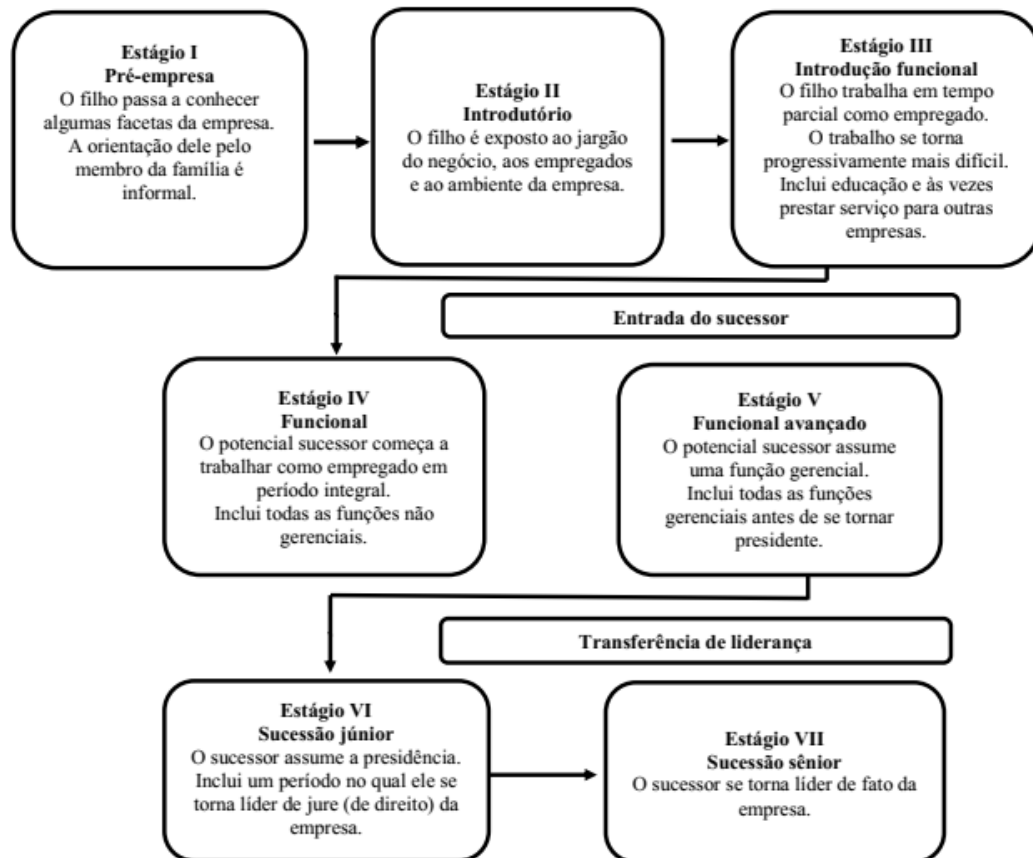 Estágio I
Pré-empresa
O filho passa a conhecer
algumas facetas da empresa.
A orientação dele pelo
membro da família é
informal.
Estágio II
Introdutório
O filho é exposto ao jargão
do negócio, aos empregados
e ao ambiente da empresa.
Estágio III
Introdução funcional
O filho trabalha em tempo
parcial como empregado.
O trabalho se torna
progressivamente mais difícil.
Inclui educação e às vezes
prestar serviço para outras
empresas.
Entrada do sucessor
Estágio IV
Funcional
O potencial sucessor começa a
trabalhar como empregado em
período integral.
Inclui todas as funções não
gerenciais.
Estágio V
Funcional avançado
O potencial sucessor assume
uma função gerencial.
Inclui todas as funções
gerenciais antes de se tornar
presidente.
Transferência de liderança
Estágio VI
Sucessão júnior
O sucessor assume a presidência.
Inclui um período no qual ele se
torna líder de jure (de direito) da
empresa.
Estágio VII
Sucessão sênior
O sucessor se torna líder de fato da
empresa.